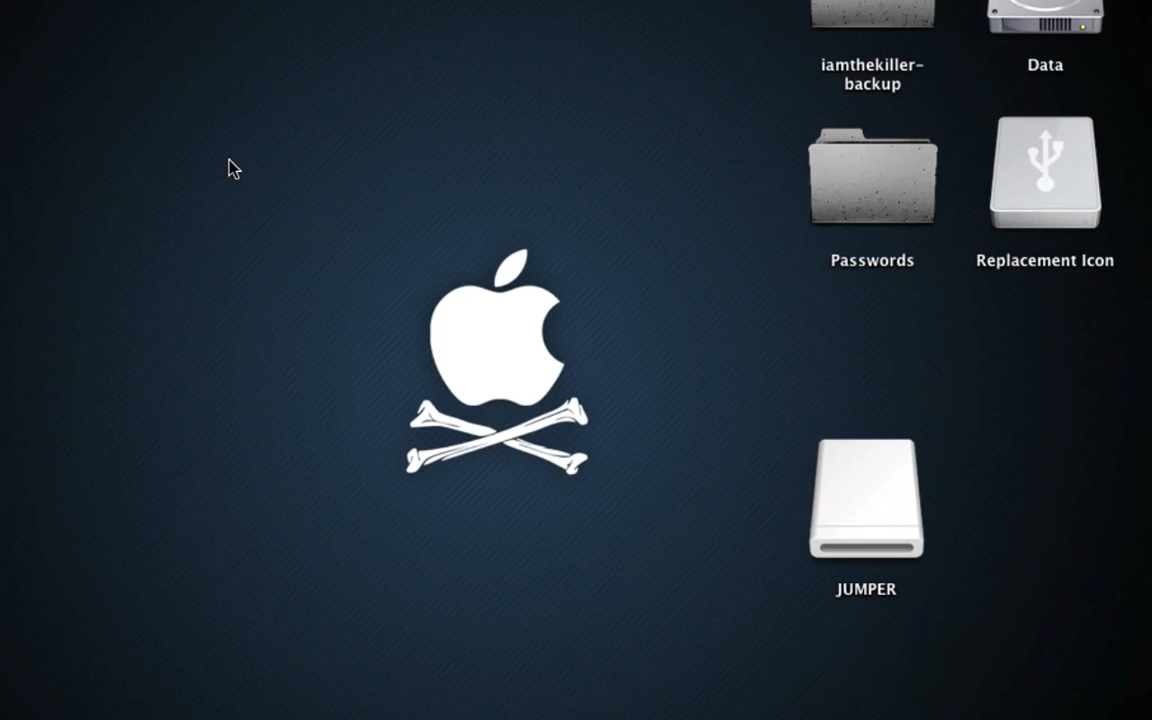 iamthekiller-
backup
Data
Passwords
Replacement Icon
JUMPER